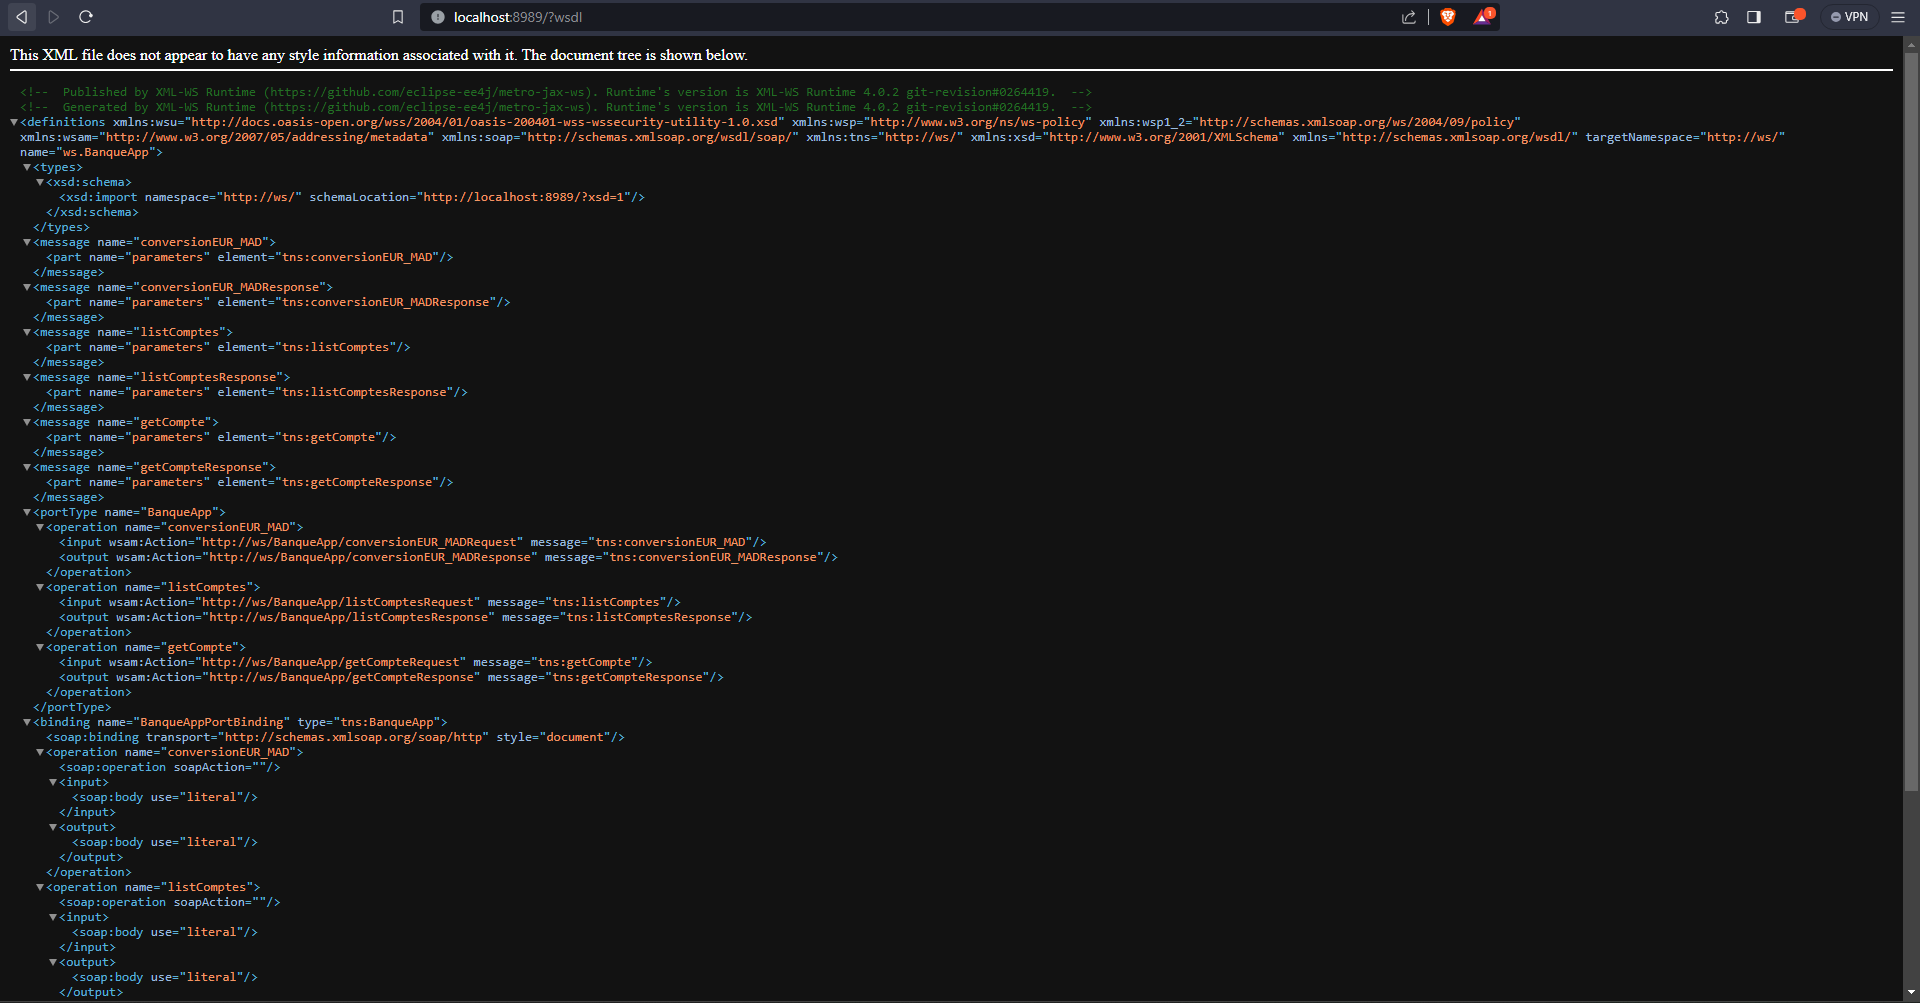 localhost:8989/?wsdl
1
VPN
This XML file does not appear to have any style information associated with it. The document tree is shown below.
<!-- Published by XML-WS Runtime (https://github.com/eclipse-ee4j/metro-jax-ws). Runtime's version is XML-WS Runtime 4.0.2 git-revision#0264419. -->
<!-- Generated by XML-WS Runtime (https://github.com/eclipse-ee4j/metro-jax-ws). Runtime's version is XML-WS Runtime 4.0.2 git-revision#0264419. -->
<definitions xmlns:wsu="http://docs.oasis-open.org/wss/2004/01/oasis-200401-wss-wssecurity-utility-1.0.xsd" xmlns:wsp="http://www.w3.org/ns/ws-policy" xmlns:wsp1_2="http://schemas.xmlsoap.org/ws/2004/09/policy"
xmlns:wsam="http://www.w3.org/2007/05/addressing/metadata" xmlns:soap="http://schemas.xmlsoap.org/wsdl/soap/" xmlns:tns="http://ws/" xmlns:xsd="http://www.w3.org/2001/XMLSchema" xmlns="http://schemas.xmlsoap.org/wsdl/" targetNamespace="http://ws/"
name="ws.BanqueApp">
<types>
<xsd:schema>
<xsd:import namespace="http://ws/" schemaLocation="http://localhost:8989/?xsd=1"/>
</xsd:schema>
</types>
<message name="conversionEUR_MAD">
<part name="parameters" element="tns:conversionEUR_MAD"/>
</message>
<message name="conversionEUR_MADResponse">
<part name="parameters" element="tns:conversionEUR_MADResponse"/>
</message>
<message name="listComptes">
<part name="parameters" element="tns:listComptes"/>
</message>
<message name="listComptesResponse">
<part name="parameters" element="tns:listComptesResponse"/>
</message>
<message name="getCompte">
<part name="parameters" element="tns:getCompte"/>
</message>
<message name="getCompteResponse">
<part name="parameters" element="tns:getCompteResponse"/>
</message>
<portType name="BanqueApp">
<operation name="conversionEUR_MAD">
<input wsam:Action="http://ws/BanqueApp/conversionEUR_MADRequest" message="tns:conversionEUR_MAD"/>
<output wsam:Action="http://ws/BanqueApp/conversionEUR_MADResponse" message="tns:conversionEUR_MADResponse"/>
</operation>
<operation name="listComptes">
<input wsam:Action="http://ws/BanqueApp/listComptesRequest" message="tns:listComptes"/>
<output wsam:Action="http://ws/BanqueApp/listComptesResponse" message="tns:listComptesResponse"/>
</operation>
<operation name="getCompte">
<input wsam:Action="http://ws/BanqueApp/getCompteRequest" message="tns:getCompte"/>
<output wsam:Action="http://ws/BanqueApp/getCompteResponse" message="tns:getCompteResponse"/>
</operation>
</portType>
<binding name="BanqueAppPortBinding" type="tns:BanqueApp">
<soap:binding transport="http://schemas.xmlsoap.org/soap/http" style="document"/>
<operation name="conversionEUR_MAD">
<soap:operation soapAction=""/>
<input>
<soap:body use="literal"/>
</input>
<output>
<soap:body use="literal"/>
</output>
</operation>
<operation name="listComptes">
<soap:operation soapAction=""/>
<input>
<soap:body use="literal"/>
</input>
<output>
<soap:body use="literal"/>
</output>